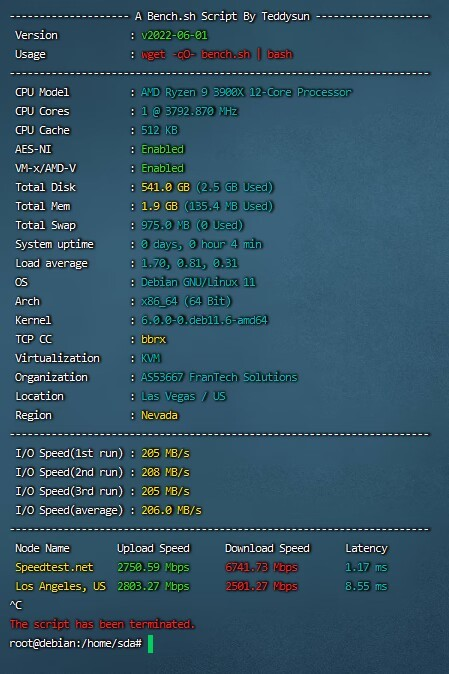 -------------------- A Bench.sh Script By Teddysun -------------------
Version : v2022-06-01
Usage : wget -qO- bench.sh | bash
----------------------------------------------------------------------
CPU Model : AMD Ryzen 9 3900X 12-Core Processor
CPU Cores : 1 @ 3792.870 MHz
CPU Cache : 512 KB
AES-NI : Enabled
VM-x/AMD-V : Enabled
Total Disk : 541.0 GB (2.5 GB Used)
Total Mem : 1.9 GB (135.4 MB Used)
Total Swap : 975.0 MB (0 Used)
System uptime : 0 days, 0 hour 4 min
Load average : 1.70, 0.81, 0.31
OS : Debian GNU/Linux 11
Arch : x86_64 (64 Bit)
Kernel : 6.0.0-0.deb11.6-amd64
TCP CC : bbrx
Virtualization : KVM
Organization : AS53667 FranTech Solutions
Location : Las Vegas / US
Region : Nevada
----------------------------------------------------------------------
I/O Speed(1st run) : 205 MB/s
I/O Speed(2nd run) : 208 MB/s
I/O Speed(3rd run) : 205 MB/s
I/O Speed(average) : 206.0 MB/s
----------------------------------------------------------------------
Node Name Upload Speed Download Speed Latency
Speedtest.net 2750.59 Mbps 6741.73 Mbps 1.17 ms
Los Angeles, US 2803.27 Mbps 2501.27 Mbps 8.55 ms
^C
The script has been terminated.
root@debian:/home/sda#